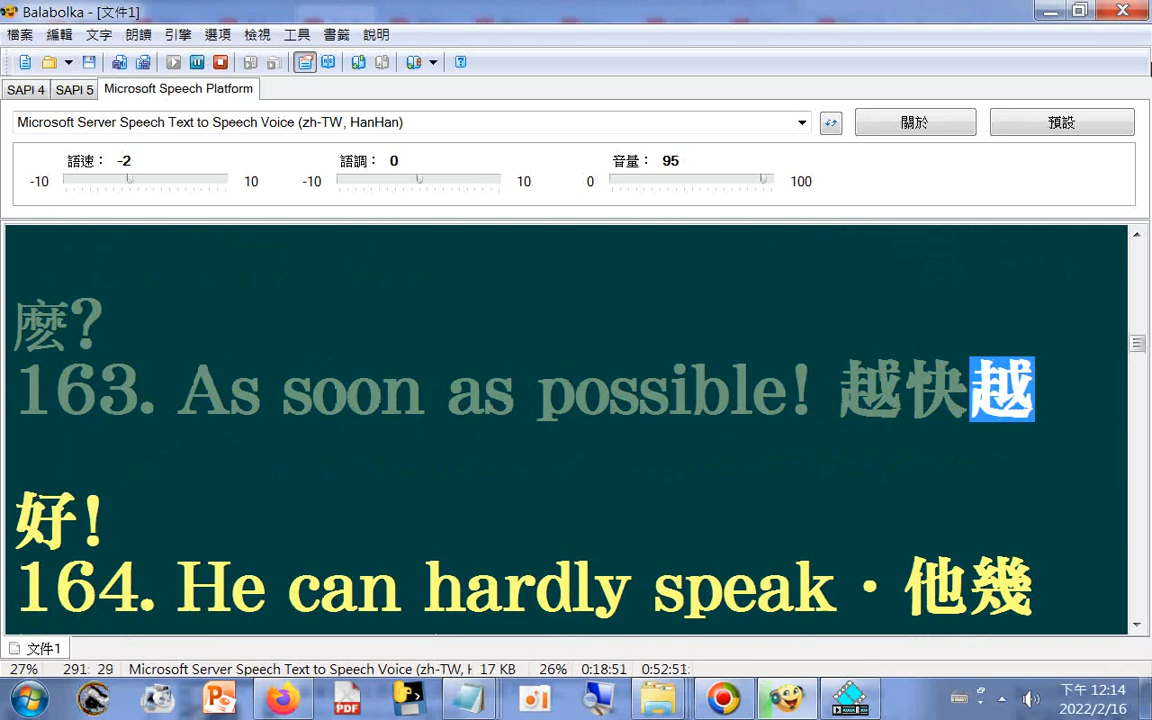 Balabolka - [文件1]
檔案 編輯 文字 朗讀 引擎 選項 檢視 工具 書籤 說明
SAPI 4 SAPI 5 Microsoft Speech Platform
Microsoft Server Speech Text to Speech Voice (zh-TW, HanHan) 關於 預設
語速： -2 語調： 0 音量： 95
-10 10 -10 10 0 100
麼?
163. As soon as possible! 越快越
好!
164. He can hardly speak．他幾
文件1
27% 291: 29 Microsoft Server Speech Text to Speech Voice (zh-TW, H 17 KB 26% 0:18:51 0:52:51
PDF
下午 12:14
2022/2/16